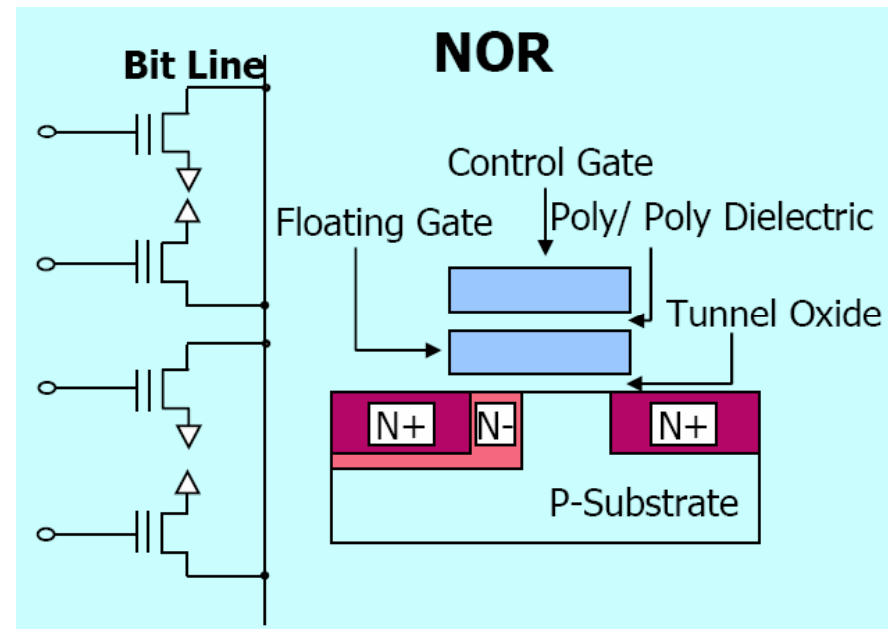 NOR
Bit Line
Control Gate
Floating Gate
Poly/ Poly Dielectric
Tunnel Oxide
N+
N-
N+
P-Substrate